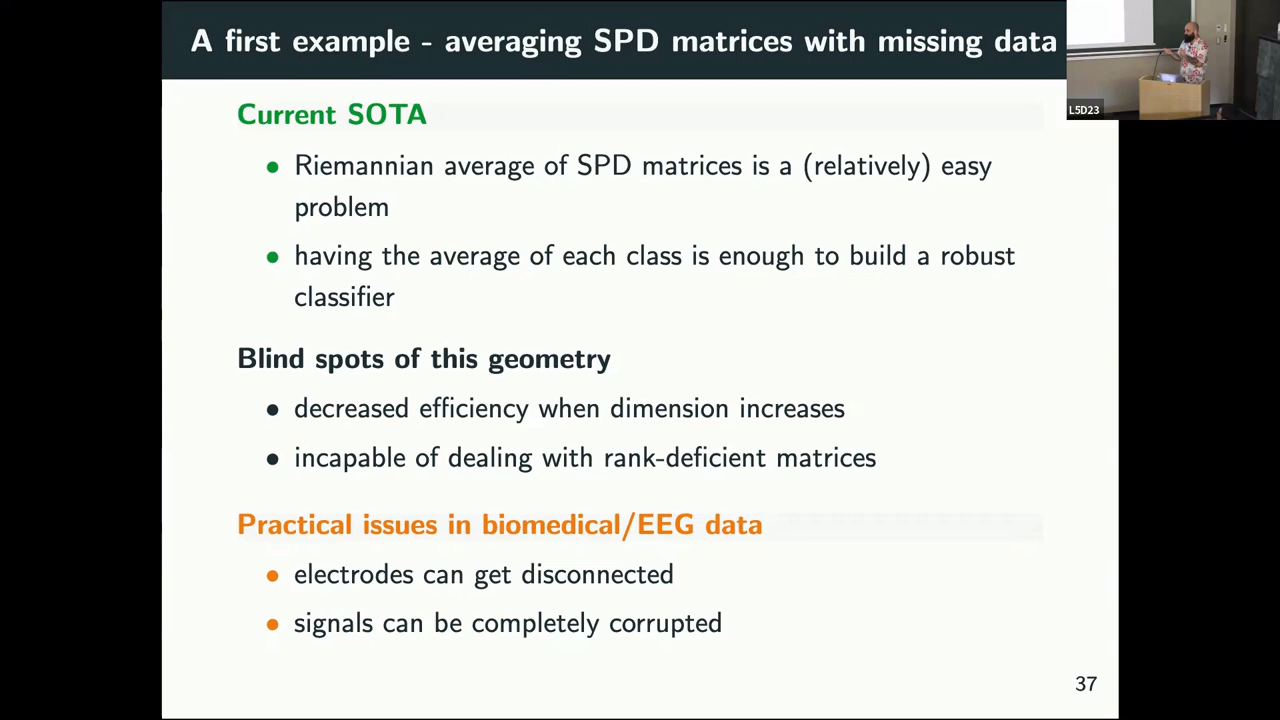 A first example - averaging SPD matrices with missing data
L5D23
Current SOTA
• Riemannian average of SPD matrices is a (relatively) easy
problem
• having the average of each class is enough to build a robust
classifier
Blind spots of this geometry
• decreased efficiency when dimension increases
• incapable of dealing with rank-deficient matrices
Practical issues in biomedical/EEG data
• electrodes can get disconnected
• signals can be completely corrupted
37